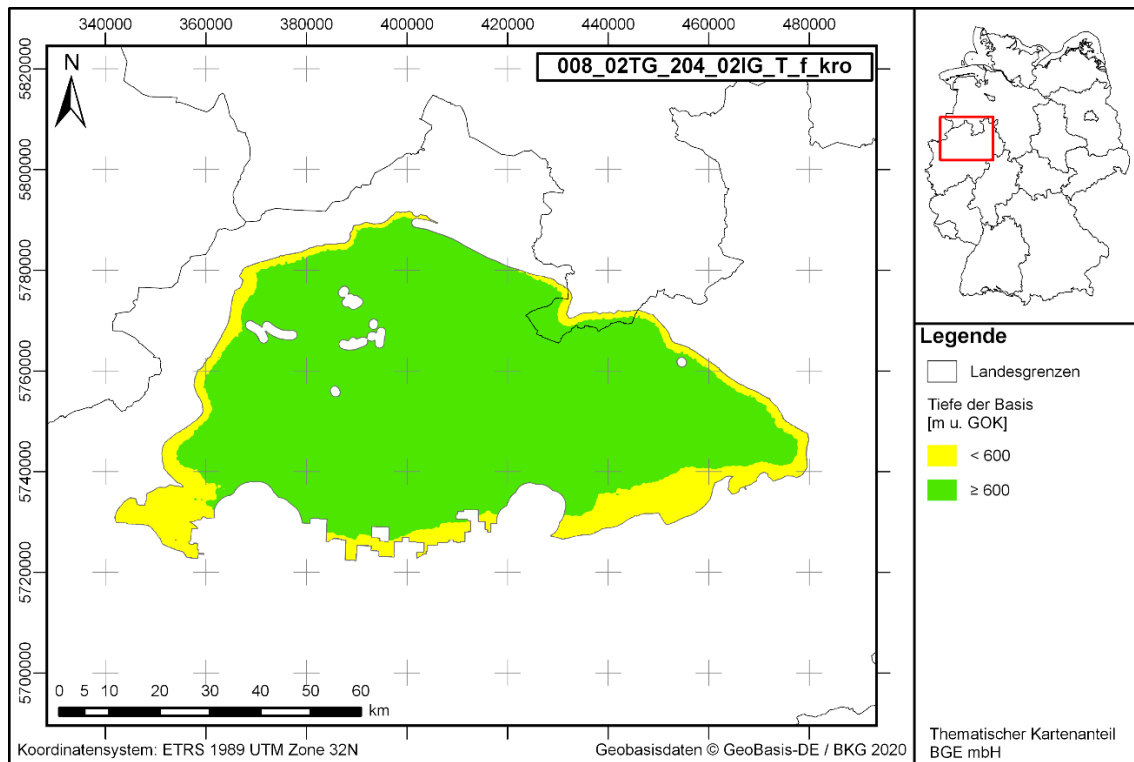 340000 360000 380000 400000 420000 440000 460000 480000
008_02TG_204_02IG_T_f_kro
N
5820000
5800000
5780000
5760000
5740000
5720000
5700000
0 5 10 20 30 40 50 60
km
Koordinatensystem: ETRS 1989 UTM Zone 32N
Geobasisdaten © GeoBasis-DE / BKG 2020
Legende
Landesgrenzen
Tiefe der Basis
[m u. GOK]
< 600
≥ 600
Thematischer Kartenanteil
BGE mbH